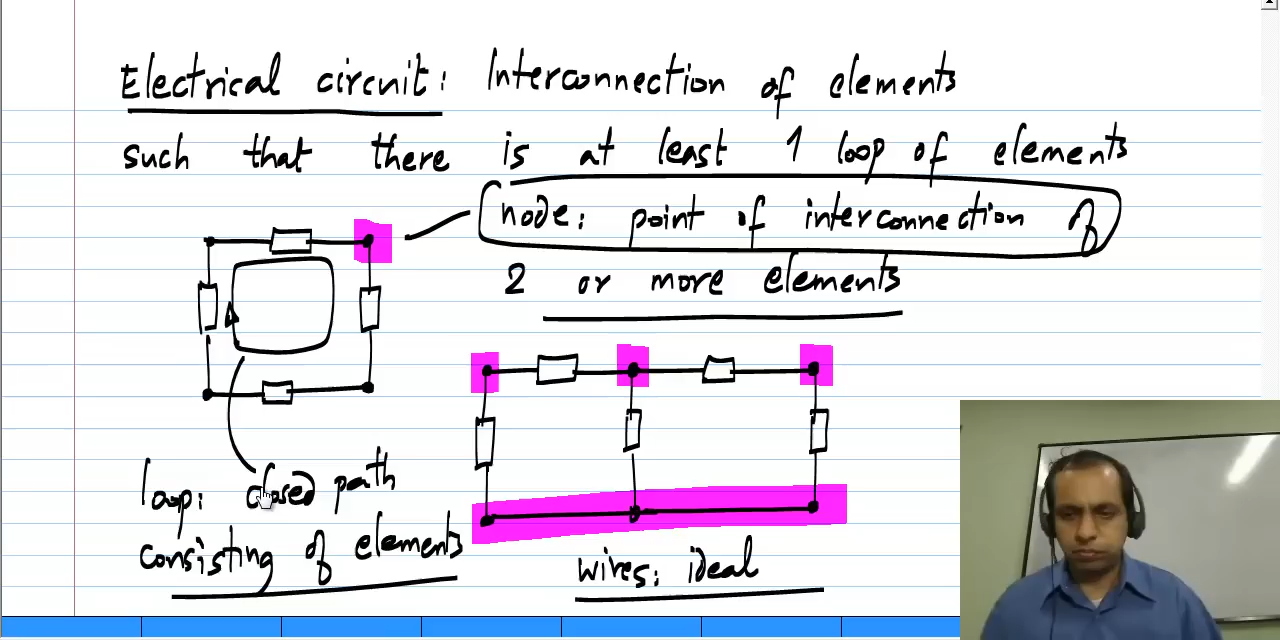 Electrical circuit: Interconnection of elements
such that there is at least 1 loop of elements
node: point of interconnection of
2 or more elements
loop: closed path
consisting of elements
wires: ideal